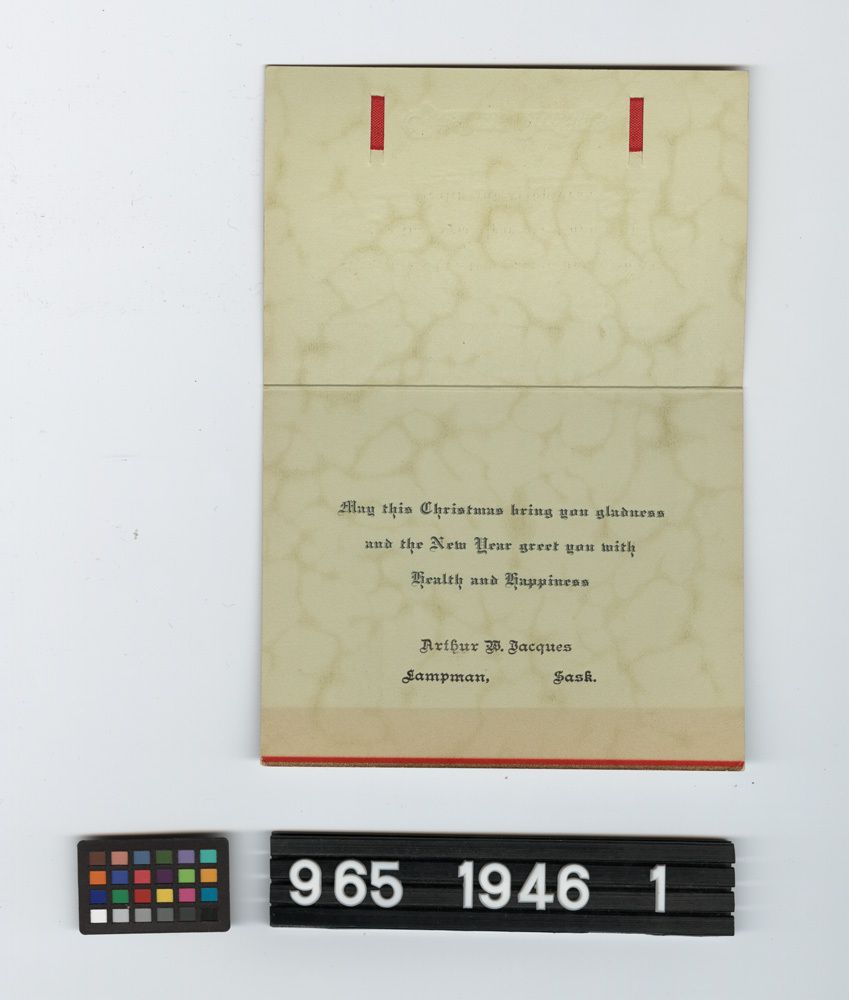 May this Christmas bring you gladness
and the New Year greet you with
Health and Happiness
Arthur W. Jacques
Lampman, Sask.
965 1946 1